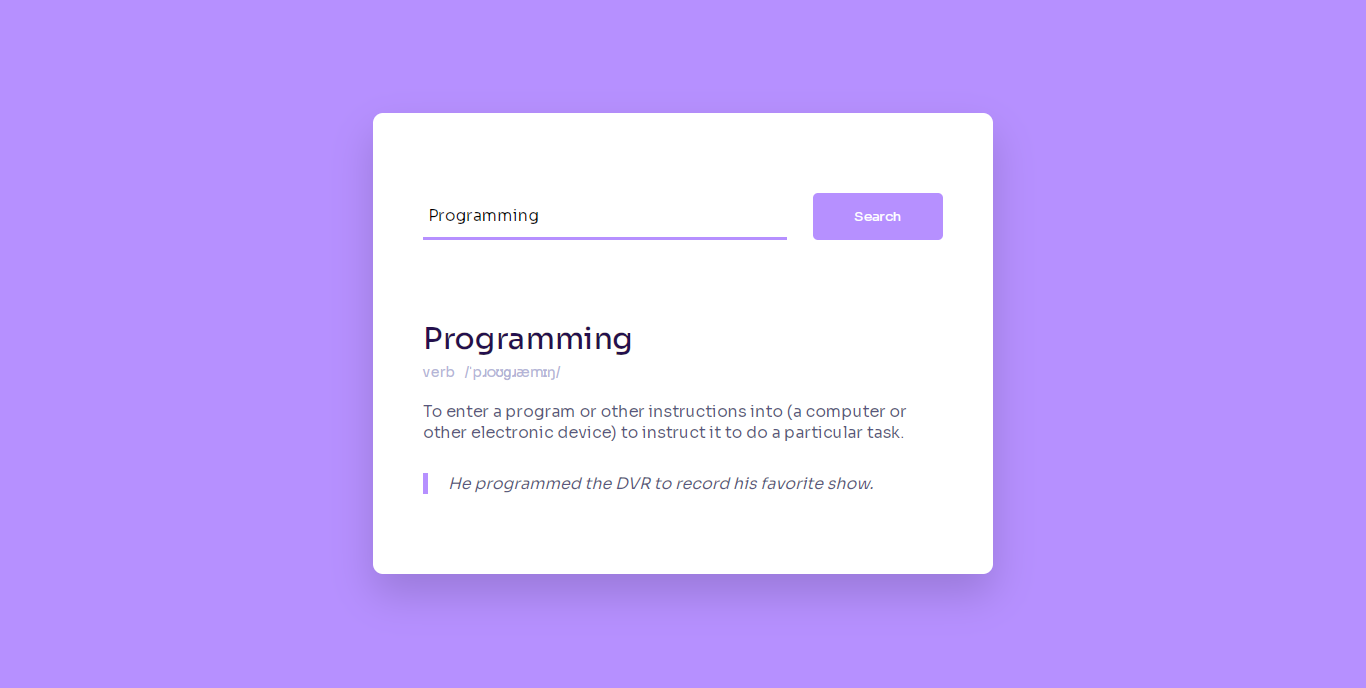 Programming
Search
Programming
verb /ˈpɹoʊɡɹæmɪŋ/
To enter a program or other instructions into (a computer or
other electronic device) to instruct it to do a particular task.
He programmed the DVR to record his favorite show.